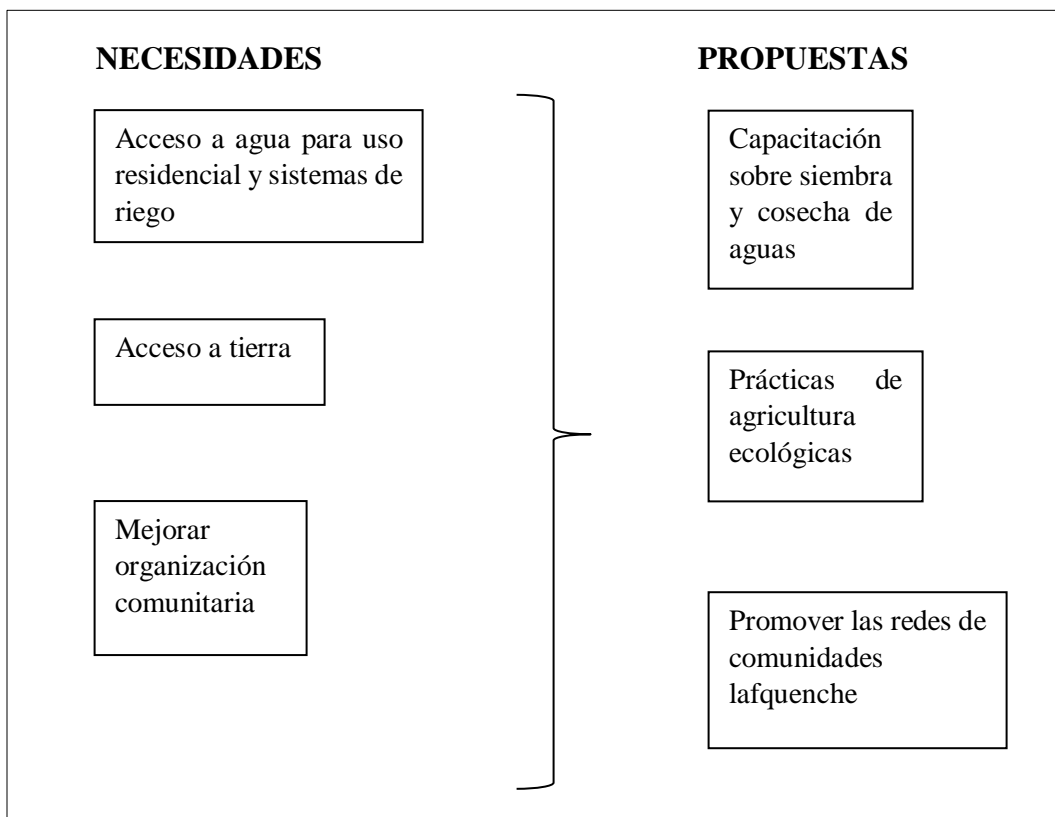 NECESIDADES
Acceso a agua para uso
residencial y sistemas de
riego
Acceso a tierra
Mejorar
organización
comunitaria
PROPUESTAS
Capacitación
sobre siembra
y cosecha de
aguas
Prácticas de
agricultura
ecológicas
Promover las redes de
comunidades
lafquenche